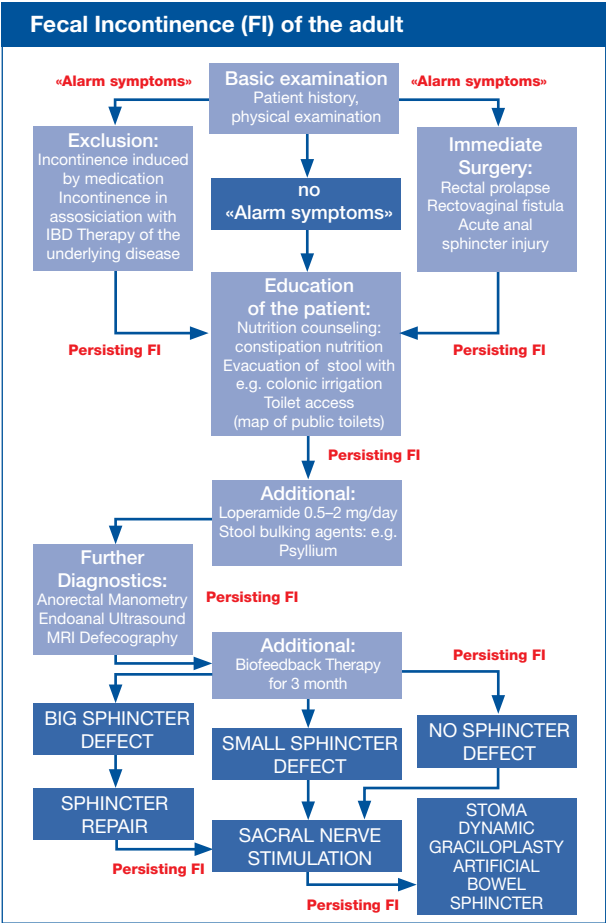 Fecal Incontinence (FI) of the adult
«Alarm symptoms»
Basic examination
Patient history,
physical examination
«Alarm symptoms»
Exclusion:
Incontinence induced
by medication
Incontinence in
assosiciation with
IBD Therapy of the
underlying disease
no
«Alarm symptoms»
Immediate
Surgery:
Rectal prolapse
Rectovaginal fistula
Acute anal
sphincter injury
Education
of the patient:
Nutrition counseling:
constipation nutrition
Evacuation of stool with
e.g. colonic irrigation
Toilet access
(map of public toilets)
Persisting FI
Persisting FI
Persisting FI
Additional:
Loperamide 0.5–2 mg/day
Stool bulking agents: e.g.
Psyllium
Further
Diagnostics:
Anorectal Manometry
Endoanal Ultrasound
MRI Defecography
Persisting FI
Additional:
Biofeedback Therapy
for 3 month
Persisting FI
BIG SPHINCTER
DEFECT
SMALL SPHINCTER
DEFECT
NO SPHINCTER
DEFECT
SPHINCTER
REPAIR
SACRAL NERVE
STIMULATION
STOMA
DYNAMIC
GRACILOPLASTY
ARTIFICIAL
BOWEL
SPHINCTER
Persisting FI
Persisting FI